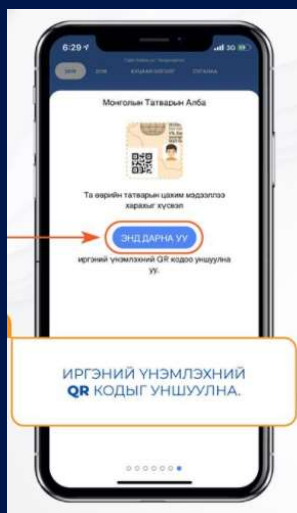 6:29
3G
Монголын Татварын Алба
Та өөрийн татварын цахим мэдээллээ
харахыг хүсвэл
ЭНД ДАРНА УУ
иргэний үнэмлэхний QR кодоо уншуулна
уу.
ИРГЭНИЙ ҮНЭМЛЭХНИЙ
QR КОДЫГ УНШУУЛНА.